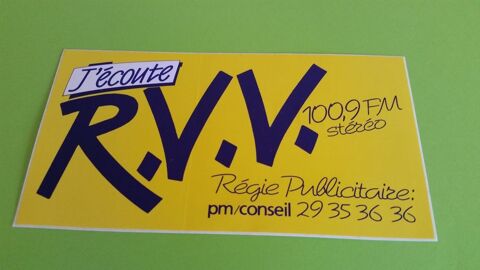 J'écoute
R.V.V.
100,9 FM
stéréo
Régie Publicitaire:
pm/conseil 29 35 36 36